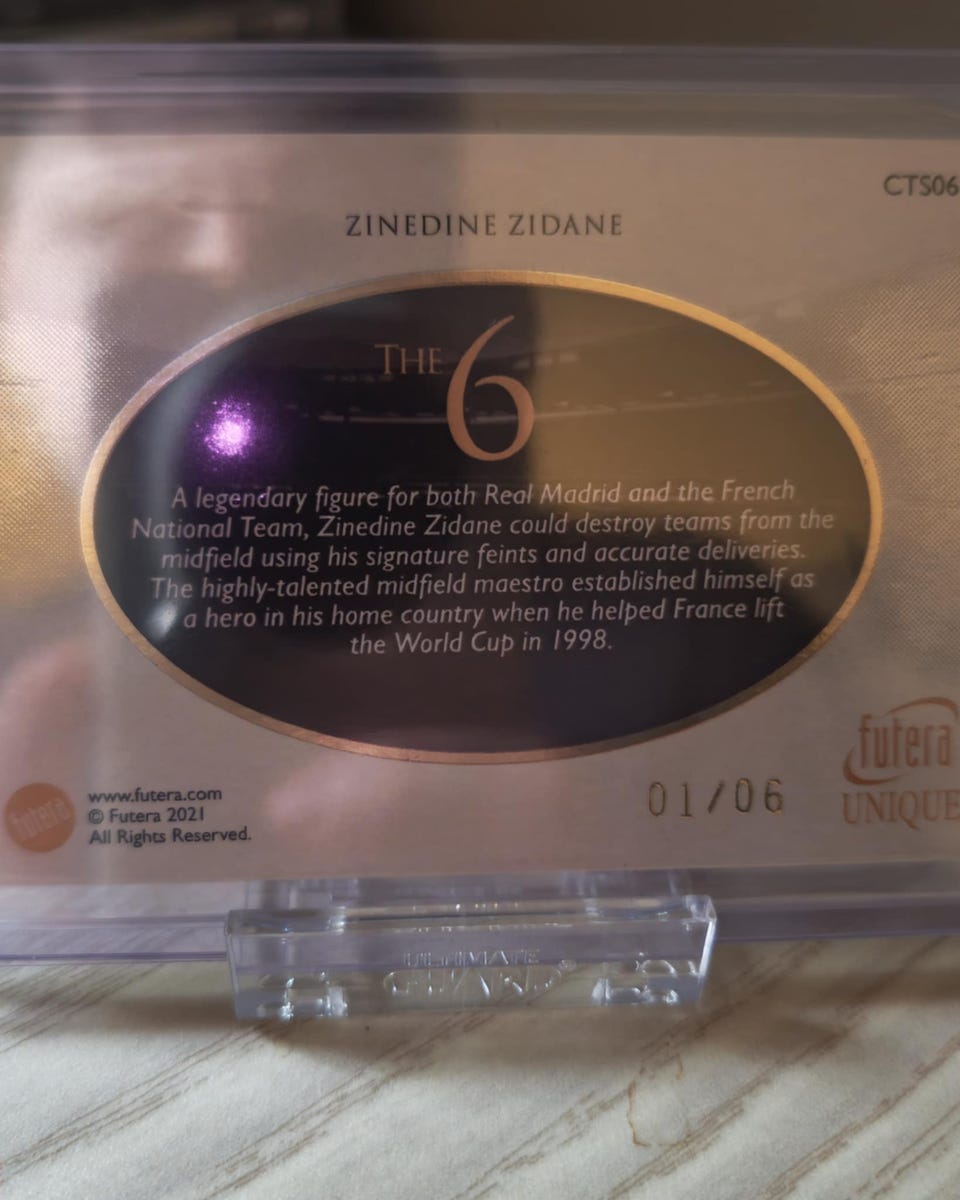 CTS06
ZINEDINE ZIDANE
THE 6
A legendary figure for both Real Madrid and the French
National Team, Zinedine Zidane could destroy teams from the
midfield using his signature feints and accurate deliveries.
The highly-talented midfield maestro established himself as
a hero in his home country when he helped France lift
the World Cup in 1998.
futera
UNIQUE
01/06
futera
www.futera.com
© Futera 2021
All Rights Reserved.
ULTIMATE
GUARD®